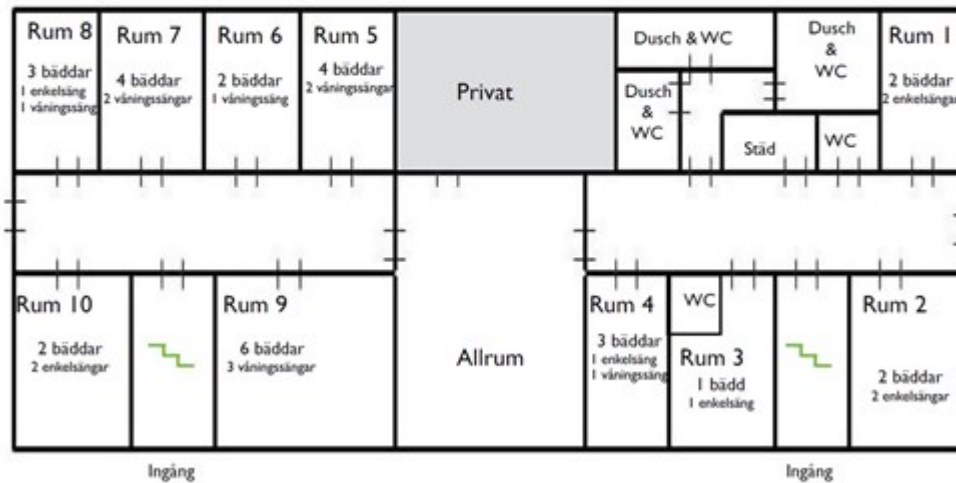 Rum 8
3 bäddar
1 enkelsäng
1 våningssäng
Rum 7
4 bäddar
2 våningssängar
Rum 6
2 bäddar
1 våningssäng
Rum 5
4 bäddar
2 våningssängar
Privat
Dusch & WC
Dusch
&
WC
Dusch
&
WC
Städ
WC
Rum 1
2 bäddar
2 enkelsängar
Rum 10
2 bäddar
2 enkelsängar
Rum 9
6 bäddar
3 våningssängar
Allrum
Rum 4
3 bäddar
1 enkelsäng
1 våningssäng
WC
Rum 3
1 bädd
1 enkelsäng
Rum 2
2 bäddar
2 enkelsängar
Ingång
Ingång